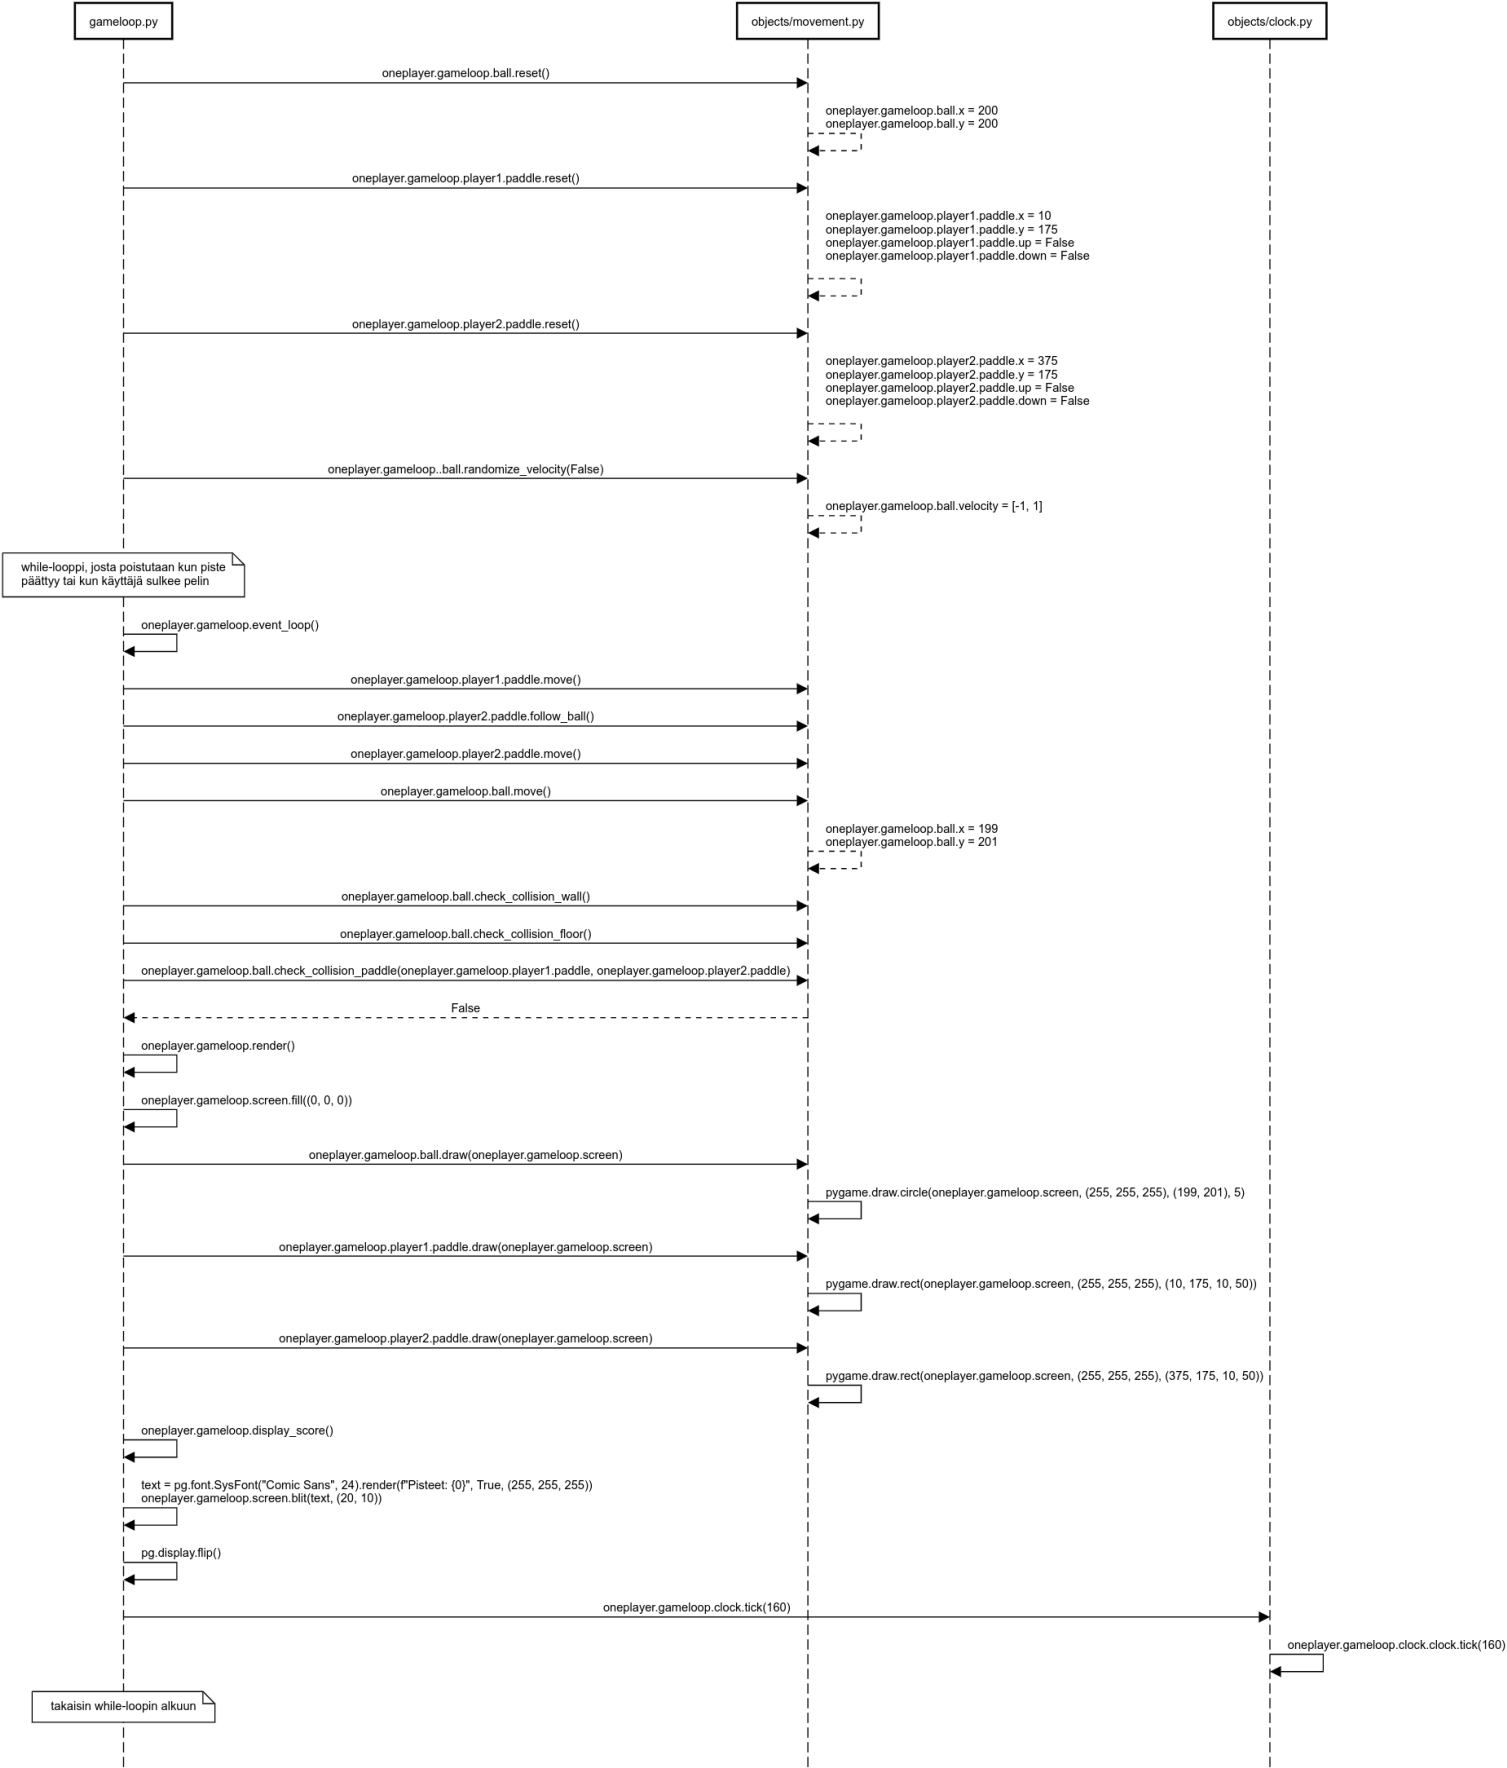 gameloop.py
objects/movement.py
objects/clock.py
oneplayer.gameloop.ball.reset()
oneplayer.gameloop.ball.x = 200
oneplayer.gameloop.ball.y = 200
oneplayer.gameloop.player1.paddle.reset()
oneplayer.gameloop.player1.paddle.x = 10
oneplayer.gameloop.player1.paddle.y = 175
oneplayer.gameloop.player1.paddle.up = False
oneplayer.gameloop.player1.paddle.down = False
oneplayer.gameloop.player2.paddle.reset()
oneplayer.gameloop.player2.paddle.x = 375
oneplayer.gameloop.player2.paddle.y = 175
oneplayer.gameloop.player2.paddle.up = False
oneplayer.gameloop.player2.paddle.down = False
oneplayer.gameloop..ball.randomize_velocity(False)
oneplayer.gameloop.ball.velocity = [-1, 1]
while-looppi, josta poistutaan kun piste
päättyy tai kun käyttäjä sulkee pelin
oneplayer.gameloop.event_loop()
oneplayer.gameloop.player1.paddle.move()
oneplayer.gameloop.player2.paddle.follow_ball()
oneplayer.gameloop.player2.paddle.move()
oneplayer.gameloop.ball.move()
oneplayer.gameloop.ball.x = 199
oneplayer.gameloop.ball.y = 201
oneplayer.gameloop.ball.check_collision_wall()
oneplayer.gameloop.ball.check_collision_floor()
oneplayer.gameloop.ball.check_collision_paddle(oneplayer.gameloop.player1.paddle, oneplayer.gameloop.player2.paddle)
False
oneplayer.gameloop.render()
oneplayer.gameloop.screen.fill((0, 0, 0))
oneplayer.gameloop.ball.draw(oneplayer.gameloop.screen)
pygame.draw.circle(oneplayer.gameloop.screen, (255, 255, 255), (199, 201), 5)
oneplayer.gameloop.player1.paddle.draw(oneplayer.gameloop.screen)
pygame.draw.rect(oneplayer.gameloop.screen, (255, 255, 255), (10, 175, 10, 50))
oneplayer.gameloop.player2.paddle.draw(oneplayer.gameloop.screen)
pygame.draw.rect(oneplayer.gameloop.screen, (255, 255, 255), (375, 175, 10, 50))
oneplayer.gameloop.display_score()
text = pg.font.SysFont("Comic Sans", 24).render(f"Pisteet: {0}", True, (255, 255, 255))
oneplayer.gameloop.screen.blit(text, (20, 10))
pg.display.flip()
oneplayer.gameloop.clock.tick(160)
oneplayer.gameloop.clock.clock.tick(160)
takaisin while-loopin alkuun